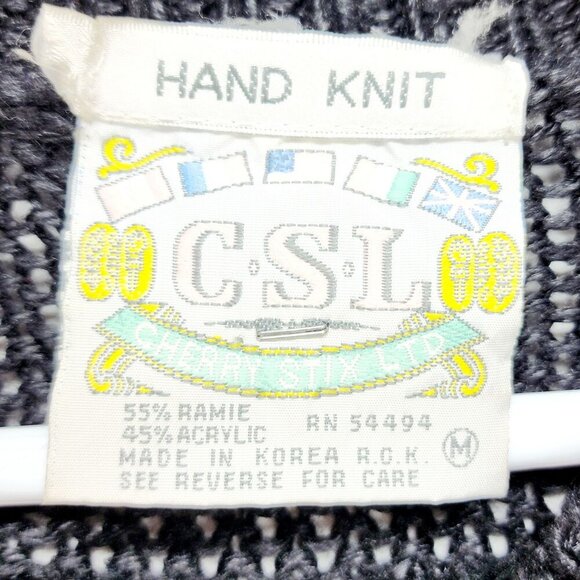 HAND KNIT
C·S·L
CHERRY STIX LTD
55% RAMIE
45% ACRYLIC
RN 54494
MADE IN KOREA R.O.K.
M
SEE REVERSE FOR CARE